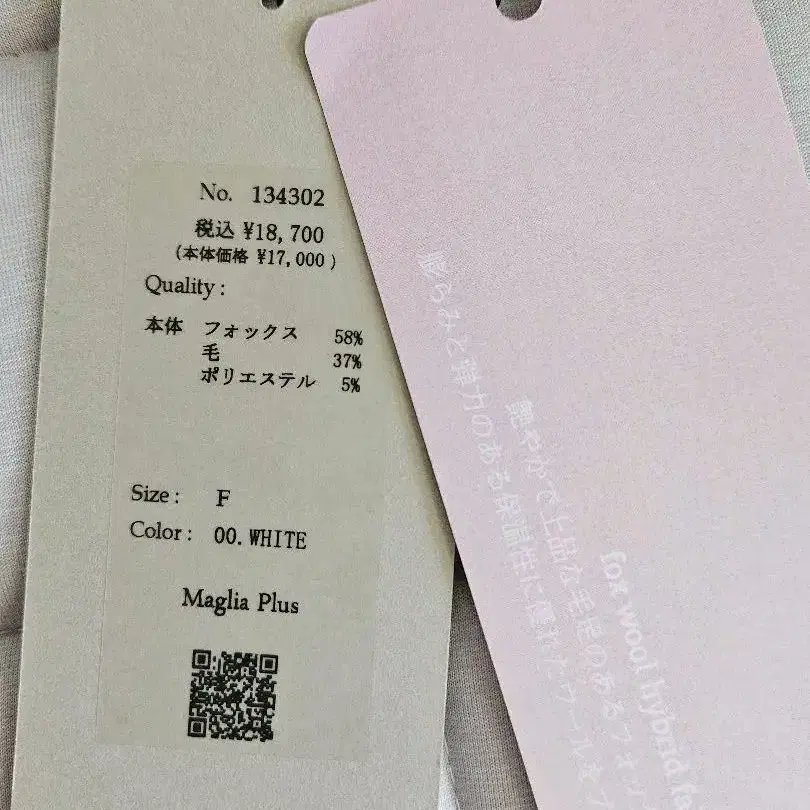 No. 134302
税込 ¥18,700
(本体価格 ¥17,000 )
Quality :
本体 フォックス 58%
毛 37%
ポリエステル 5%
Size : F
Color : 00. WHITE
Maglia Plus
fox wool hybrid
艶やかで上品な毛足のあるフォッ
膨らみと弾力のある保温性に優れたウールを